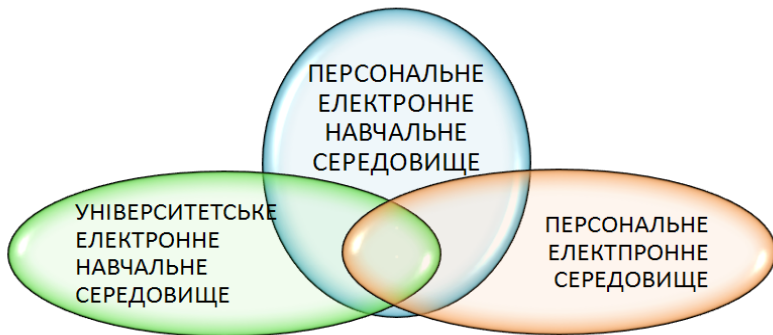 ПЕРСОНАЛЬНЕ
ЕЛЕКТРОННЕ
НАВЧАЛЬНЕ
СЕРЕДОВИЩЕ
УНІВЕРСИТЕТСЬКЕ
ЕЛЕКТРОННЕ
НАВЧАЛЬНЕ
СЕРЕДОВИЩЕ
ПЕРСОНАЛЬНЕ
ЕЛЕКТПРОННЕ
СЕРЕДОВИЩЕ